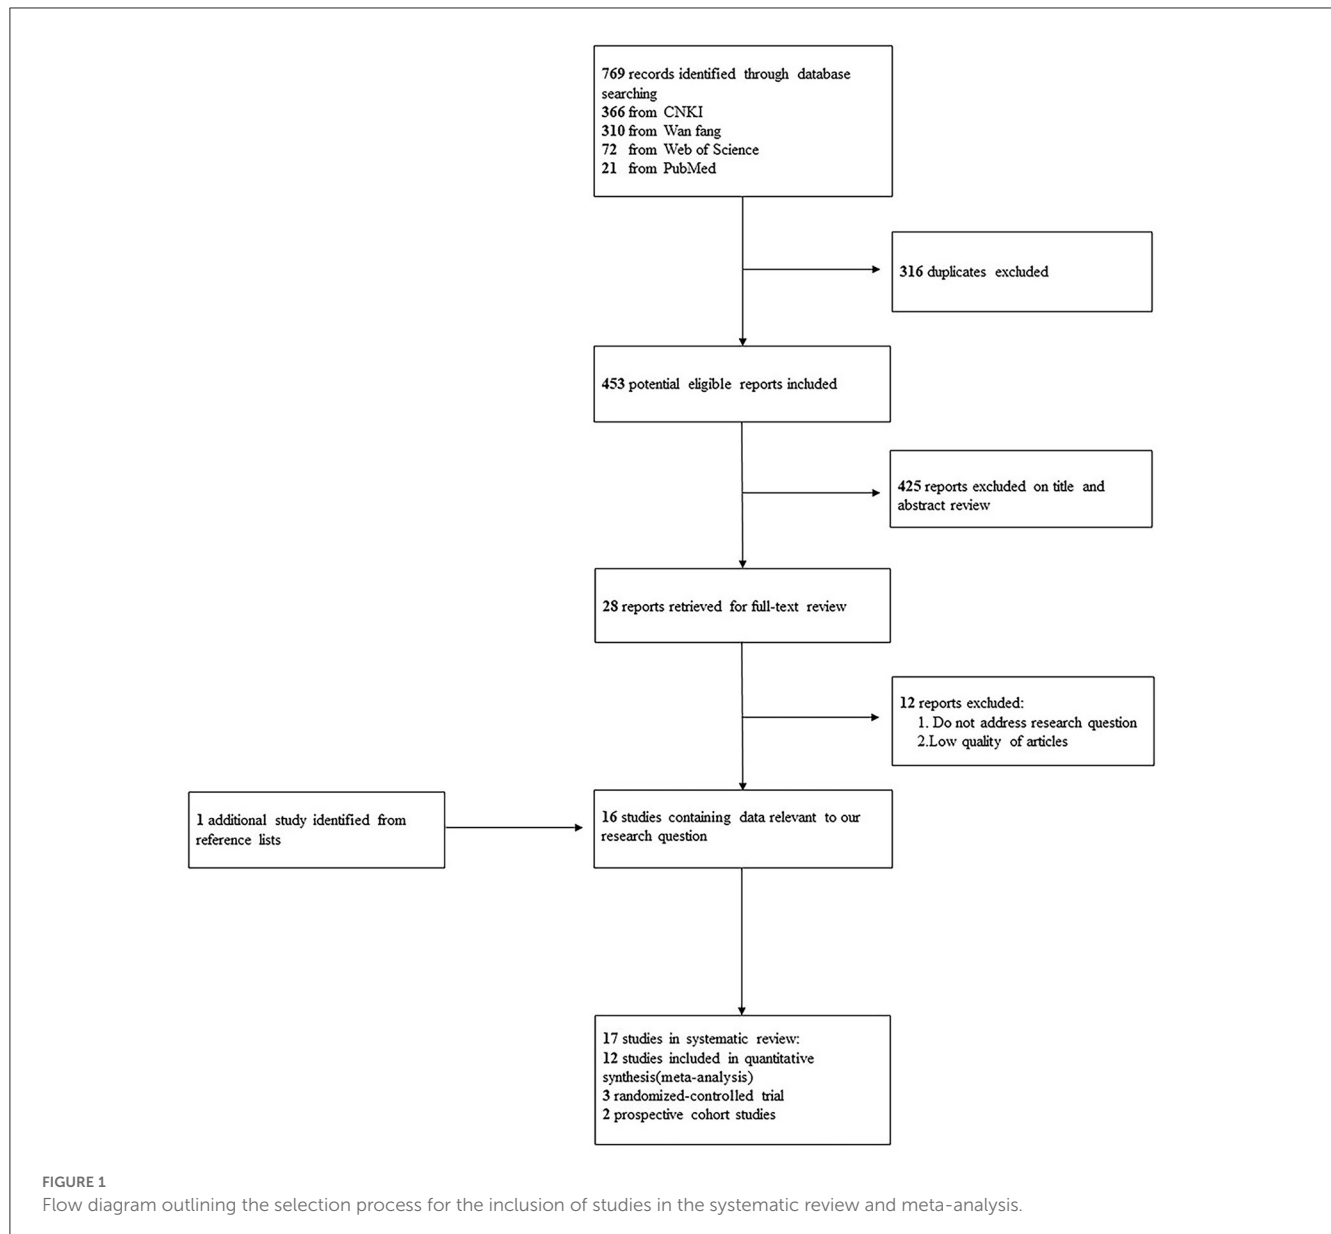 769 records identified through database
searching
366 from CNKI
310 from Wan fang
72 from Web of Science
21 from PubMed
316 duplicates excluded
453 potential eligible reports included
425 reports excluded on title and
abstract review
28 reports retrieved for full-text review
12 reports excluded:
1. Do not address research question
2.Low quality of articles
1 additional study identified from
reference lists
16 studies containing data relevant to our
research question
17 studies in systematic review:
12 studies included in quantitative
synthesis(meta-analysis)
3 randomized-controlled trial
2 prospective cohort studies
FIGURE 1
Flow diagram outlining the selection process for the inclusion of studies in the systematic review and meta-analysis.